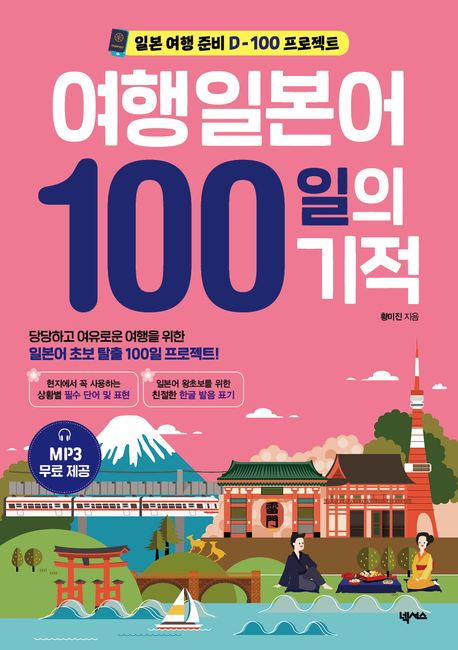 일본 여행 준비 D-100 프로젝트
여행 일본어
100일의
기적
황미진 지음
당당하고 여유로운 여행을 위한
일본어 초보 탈출 100일 프로젝트!
현지에서 꼭 사용하는
상황별 필수 단어 및 표현
일본어 왕초보를 위한
친절한 한글 발음 표기
MP3
무료 제공
雷門
넥서스